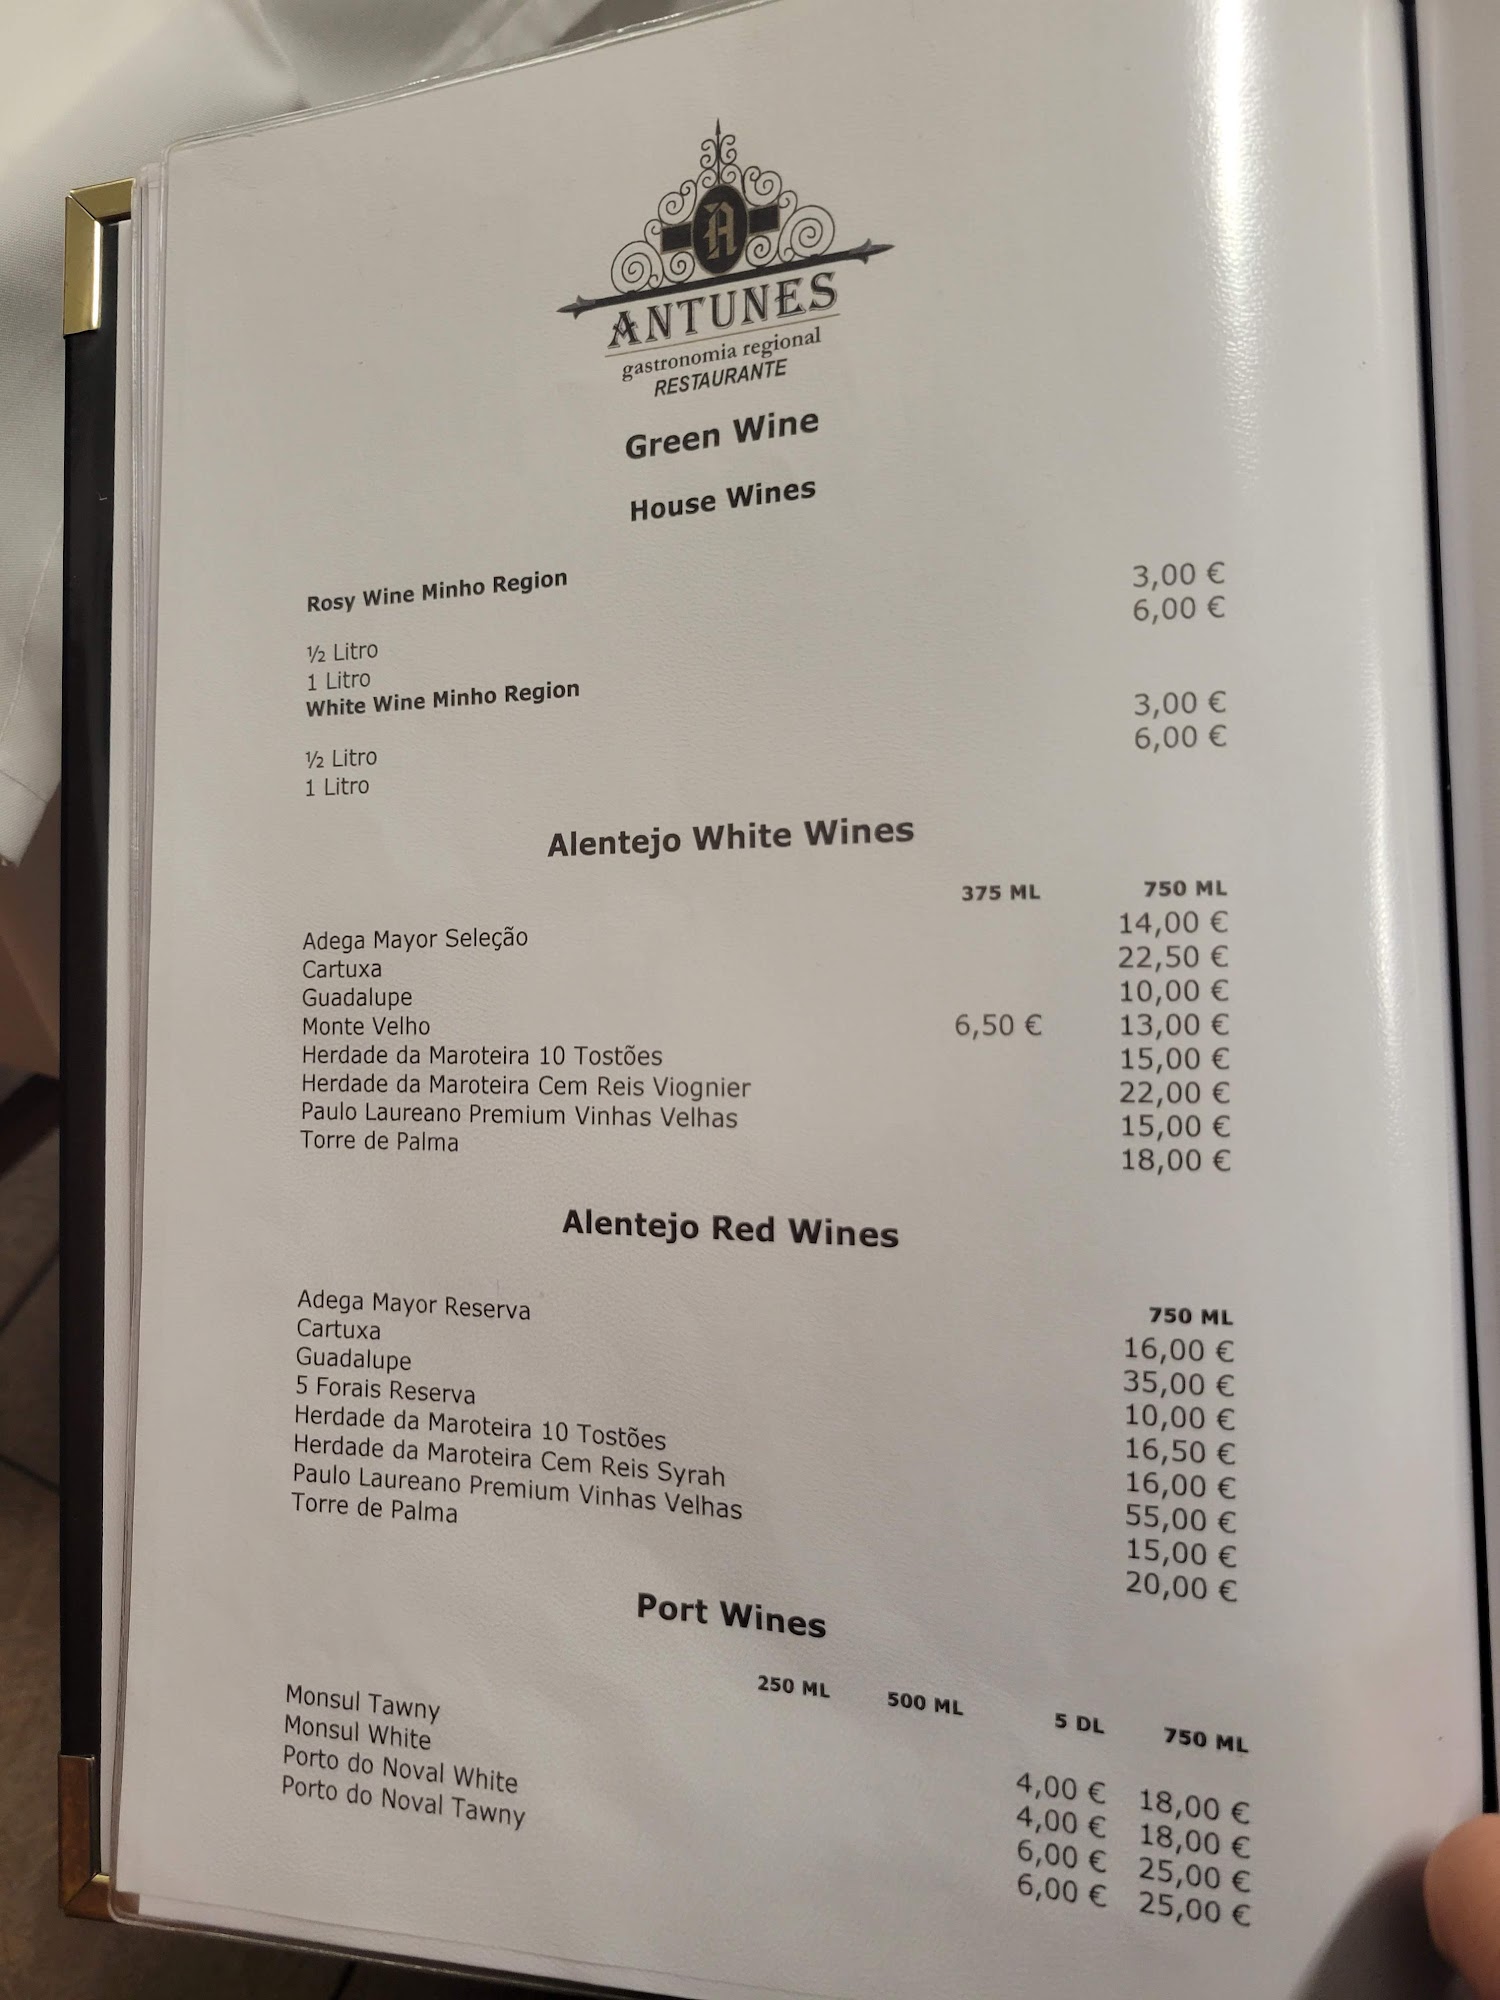 A
ANTUNES
gastronomia regional
RESTAURANTE
Green Wine
House Wines
Rosy Wine Minho Region
½ Litro 3,00 €
1 Litro 6,00 €
White Wine Minho Region
½ Litro 3,00 €
1 Litro 6,00 €
Alentejo White Wines
375 ML 750 ML
Adega Mayor Seleção 14,00 €
Cartuxa 22,50 €
Guadalupe 10,00 €
Monte Velho 6,50 € 13,00 €
Herdade da Maroteira 10 Tostões 15,00 €
Herdade da Maroteira Cem Reis Viognier 22,00 €
Paulo Laureano Premium Vinhas Velhas 15,00 €
Torre de Palma 18,00 €
Alentejo Red Wines
750 ML
Adega Mayor Reserva 16,00 €
Cartuxa 35,00 €
Guadalupe 10,00 €
5 Forais Reserva 16,50 €
Herdade da Maroteira 10 Tostões 16,00 €
Herdade da Maroteira Cem Reis Syrah 55,00 €
Paulo Laureano Premium Vinhas Velhas 15,00 €
Torre de Palma 20,00 €
Port Wines
250 ML 500 ML 5 DL 750 ML
Monsul Tawny 4,00 € 18,00 €
Monsul White 4,00 € 18,00 €
Porto do Noval White 6,00 € 25,00 €
Porto do Noval Tawny 6,00 € 25,00 €